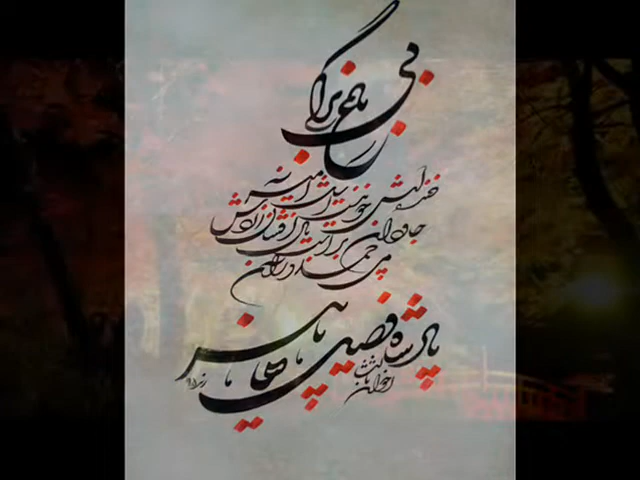 باغ بی برگی
خنده اش خونیست اشک آمیز
جاودان بر اسب یال افشان زردش
می چمد در آن
پادشاه فصل ها پاییز
اخوان ثالث